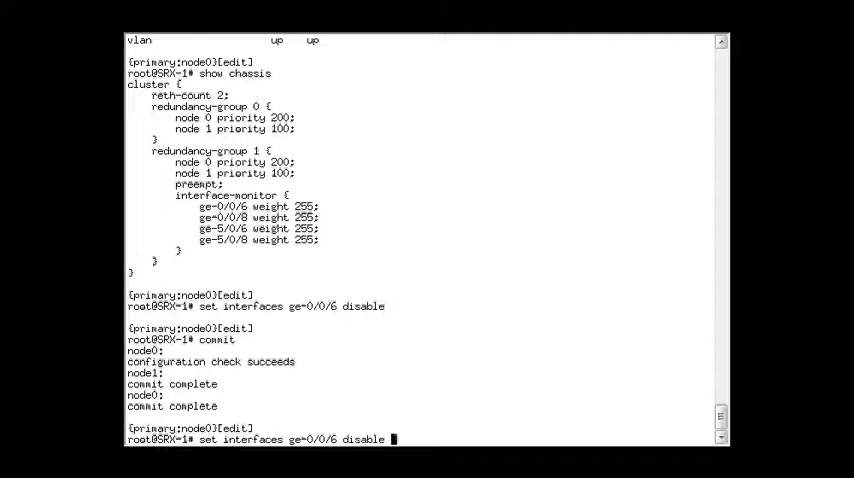 vlan                    up    up
{primary:node0}[edit]
root@SRX-1# show chassis
cluster {
    reth-count 2;
    redundancy-group 0 {
        node 0 priority 200;
        node 1 priority 100;
    }
    redundancy-group 1 {
        node 0 priority 200;
        node 1 priority 100;
        preempt;
        interface-monitor {
            ge-0/0/6 weight 255;
            ge-0/0/8 weight 255;
            ge-5/0/6 weight 255;
            ge-5/0/8 weight 255;
        }
    }
}
{primary:node0}[edit]
root@SRX-1# set interfaces ge-0/0/6 disable
{primary:node0}[edit]
root@SRX-1# commit
node0:
configuration check succeeds
node1:
commit complete
node0:
commit complete
{primary:node0}[edit]
root@SRX-1# set interfaces ge-0/0/6 disable